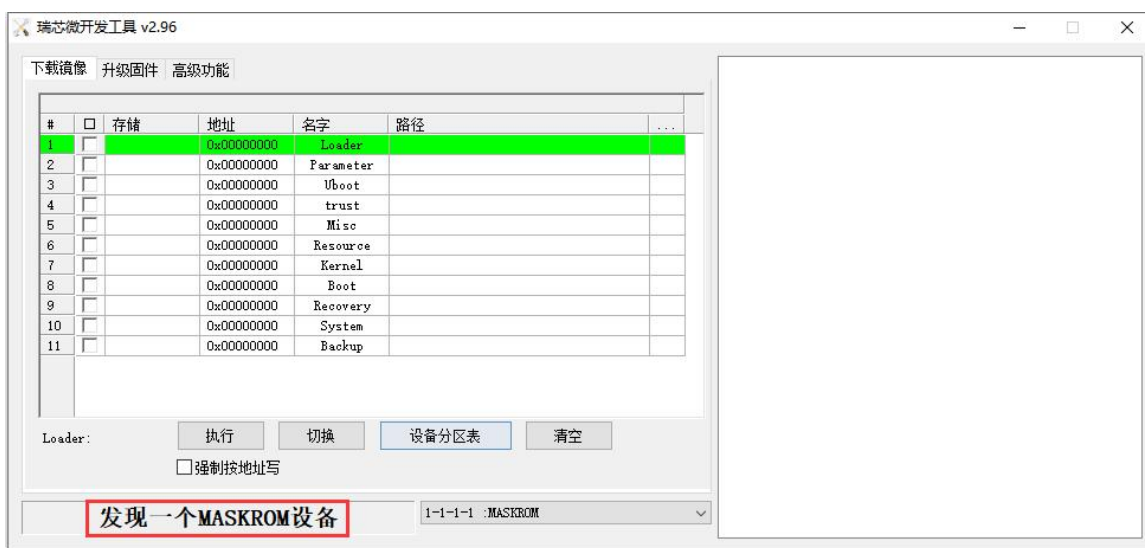 瑞芯微开发工具 v2.96
下载镜像 升级固件 高级功能
# 存储 地址 名字 路径 ...
1 0x00000000 Loader
2 0x00000000 Parameter
3 0x00000000 Uboot
4 0x00000000 trust
5 0x00000000 Misc
6 0x00000000 Resource
7 0x00000000 Kernel
8 0x00000000 Boot
9 0x00000000 Recovery
10 0x00000000 System
11 0x00000000 Backup
Loader: 执行 切换 设备分区表 清空
强制按地址写
发现一个MASKROM设备 1-1-1-1 :MASKROM